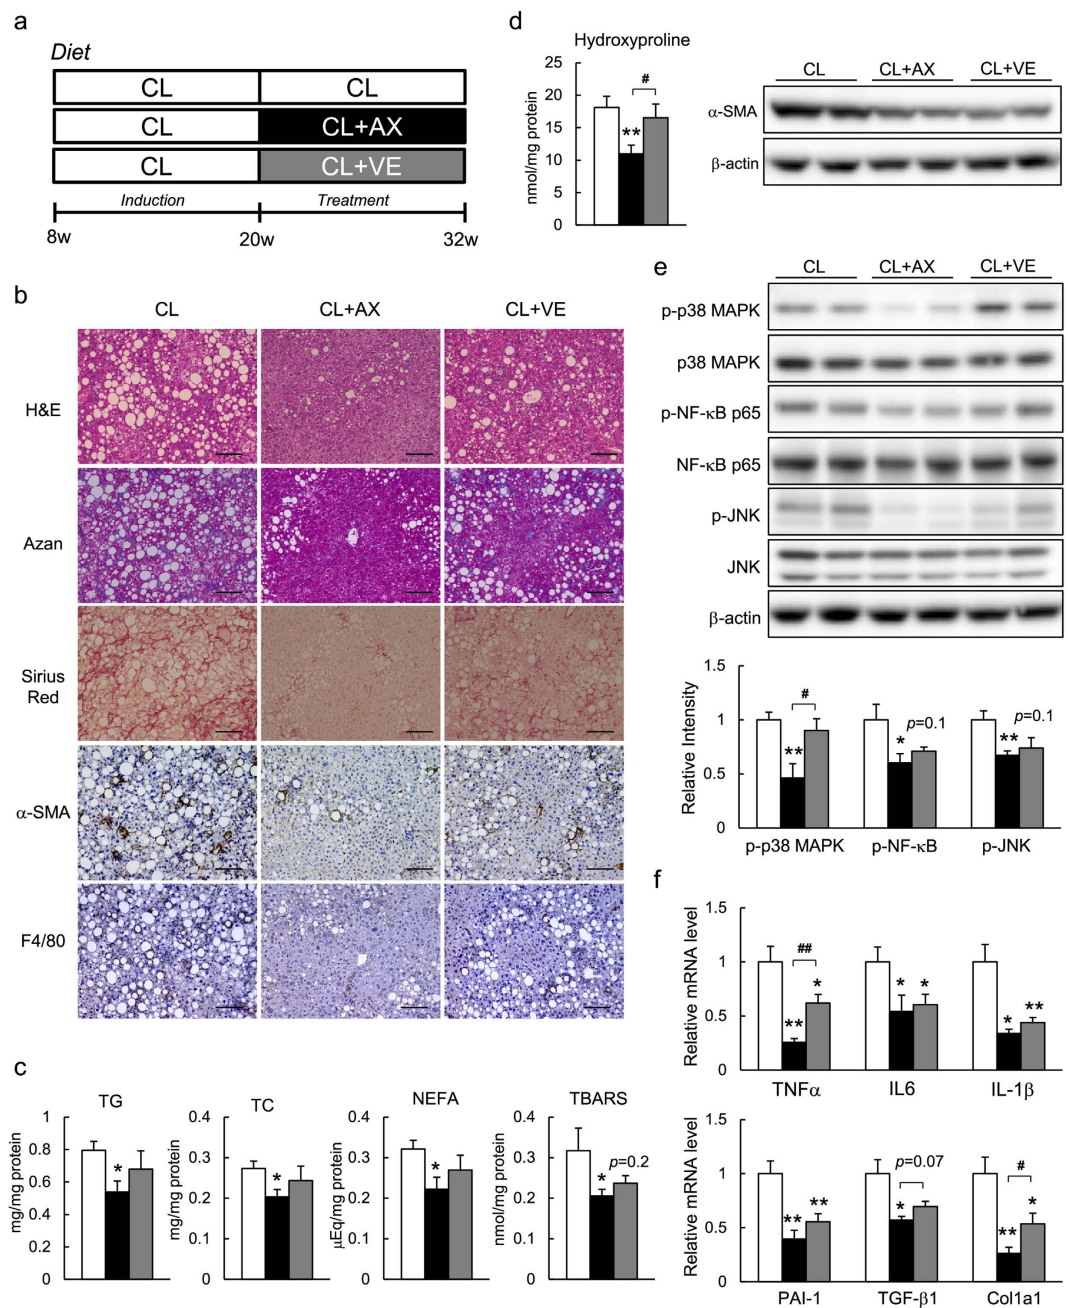 a
Diet
CL CL
CL CL+AX
CL CL+VE
Induction Treatment
8w 20w 32w
b
CL CL+AX CL+VE
H&E
Azan
Sirius
Red
α-SMA
F4/80
c
TG TC NEFA TBARS
mg/mg protein
1
0.8
0.6
0.4
0.2
0
*
mg/mg protein
0.4
0.3
0.2
0.1
0
*
μEq/mg protein
0.4
0.3
0.2
0.1
0
*
nmol/mg protein
0.4
0.3
0.2
0.1
0
*
p=0.2
d
Hydroxyproline
nmol/mg protein
25
20
15
10
5
0
#
**
CL CL+AX CL+VE
α-SMA
β-actin
e
CL CL+AX CL+VE
p-p38 MAPK
p38 MAPK
p-NF-κB p65
NF-κB p65
p-JNK
JNK
β-actin
Relative Intensity
1.5
1
0.5
0
#
** * p=0.1 ** p=0.1
p-p38 MAPK p-NF-κB p-JNK
f
Relative mRNA level
1.5
1
0.5
0
##
** * * * * **
TNFα IL6 IL-1β
Relative mRNA level
1.5
1
0.5
0
p=0.07 #
** ** * ** *
PAI-1 TGF-β1 Col1a1